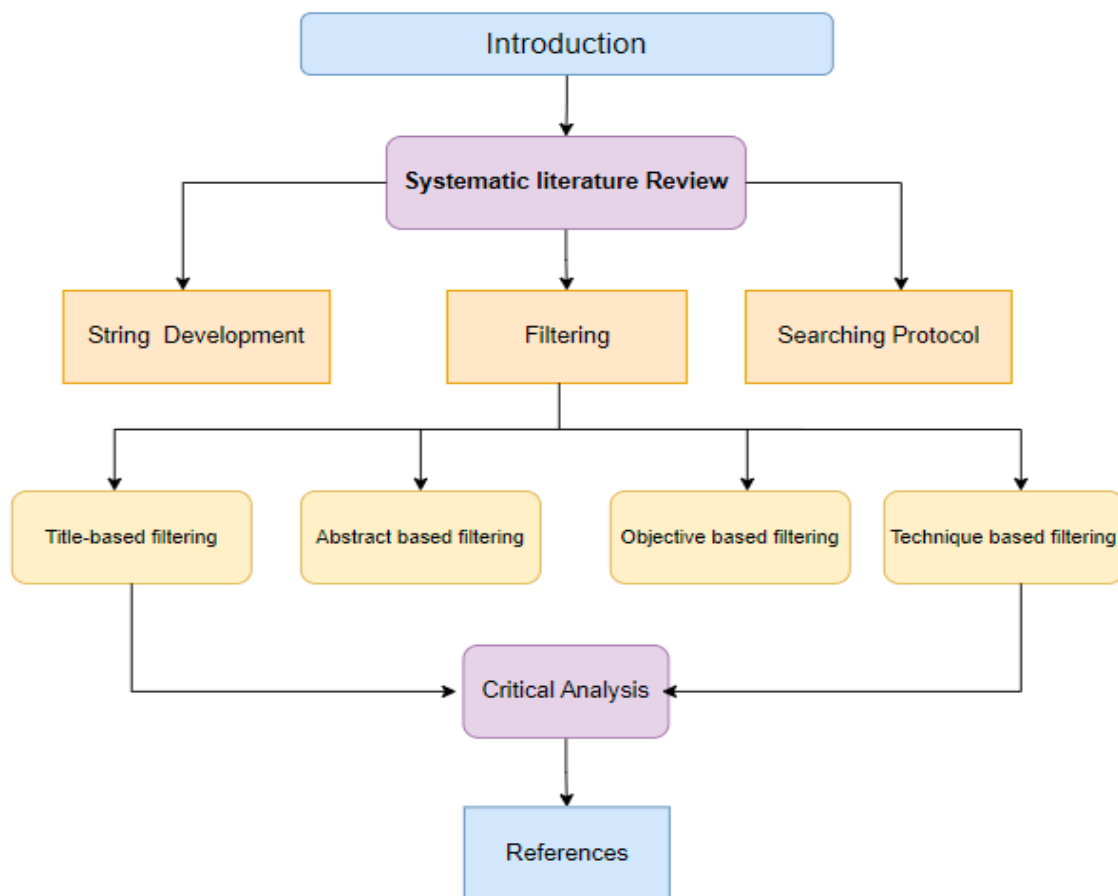 Introduction
Systematic literature Review
String Development
Filtering
Searching Protocol
Title-based filtering
Abstract based filtering
Objective based filtering
Technique based filtering
Critical Analysis
References